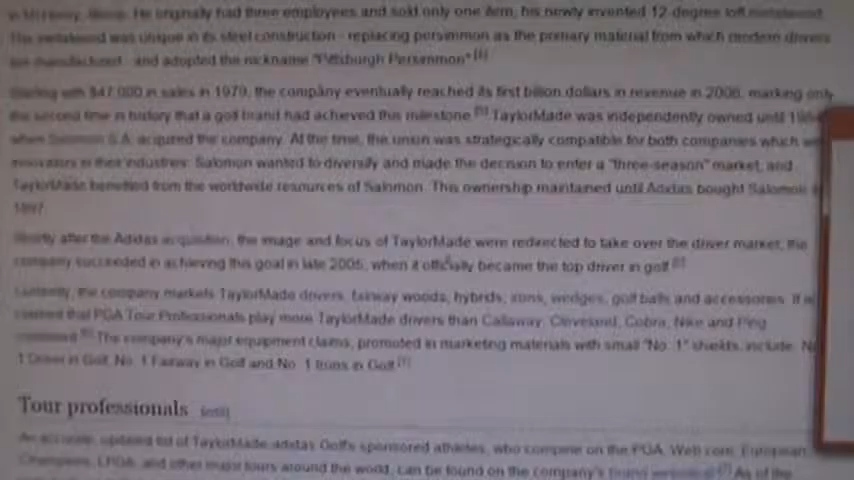 in McHenry, Illinois. He originally had three employees and sold only one item, his newly invented 12-degree loft metalwood.
The metalwood was unique in its steel construction - replacing persimmon as the primary material from which modern drivers
are manufactured - and adopted the nickname "Pittsburgh Persimmon"
Starting with $47,000 in sales in 1979, the company eventually reached its first billion dollars in revenue in 2006, marking only
the second time in history that a golf brand had achieved this milestone. TaylorMade was independently owned until 1984
when Salomon S.A. acquired the company. At the time, the union was strategically compatible for both companies which
innovators in their industries: Salomon wanted to diversify and made the decision to enter a "three-season" market, and
TaylorMade benefited from the worldwide resources of Salomon. This ownership maintained until Adidas bought Salomon
1997.
Shortly after the Adidas acquisition, the image and focus of TaylorMade were redirected to take over the driver market, the
company succeeded in achieving this goal in late 2005, when it officially became the top driver in golf
Currently, the company markets TaylorMade drivers, fairway woods, hybrids, irons, wedges, golf balls and accessories. It is
claimed that PGA Tour Professionals play more TaylorMade drivers than Callaway, Cleveland, Cobra, Nike and Ping
combined. The company's major equipment claims, promoted in marketing materials with small "No. 1" shields, include:
1 Driver in Golf, No. 1 Fairway in Golf and No. 1 Irons in Golf
Tour professionals [edit]
An accurate, updated list of TaylorMade-adidas Golf's sponsored athletes, who compete on the PGA, Web.com, European,
Champions, LPGA, and other major tours around the world, can be found on the company's brand websites. As of the